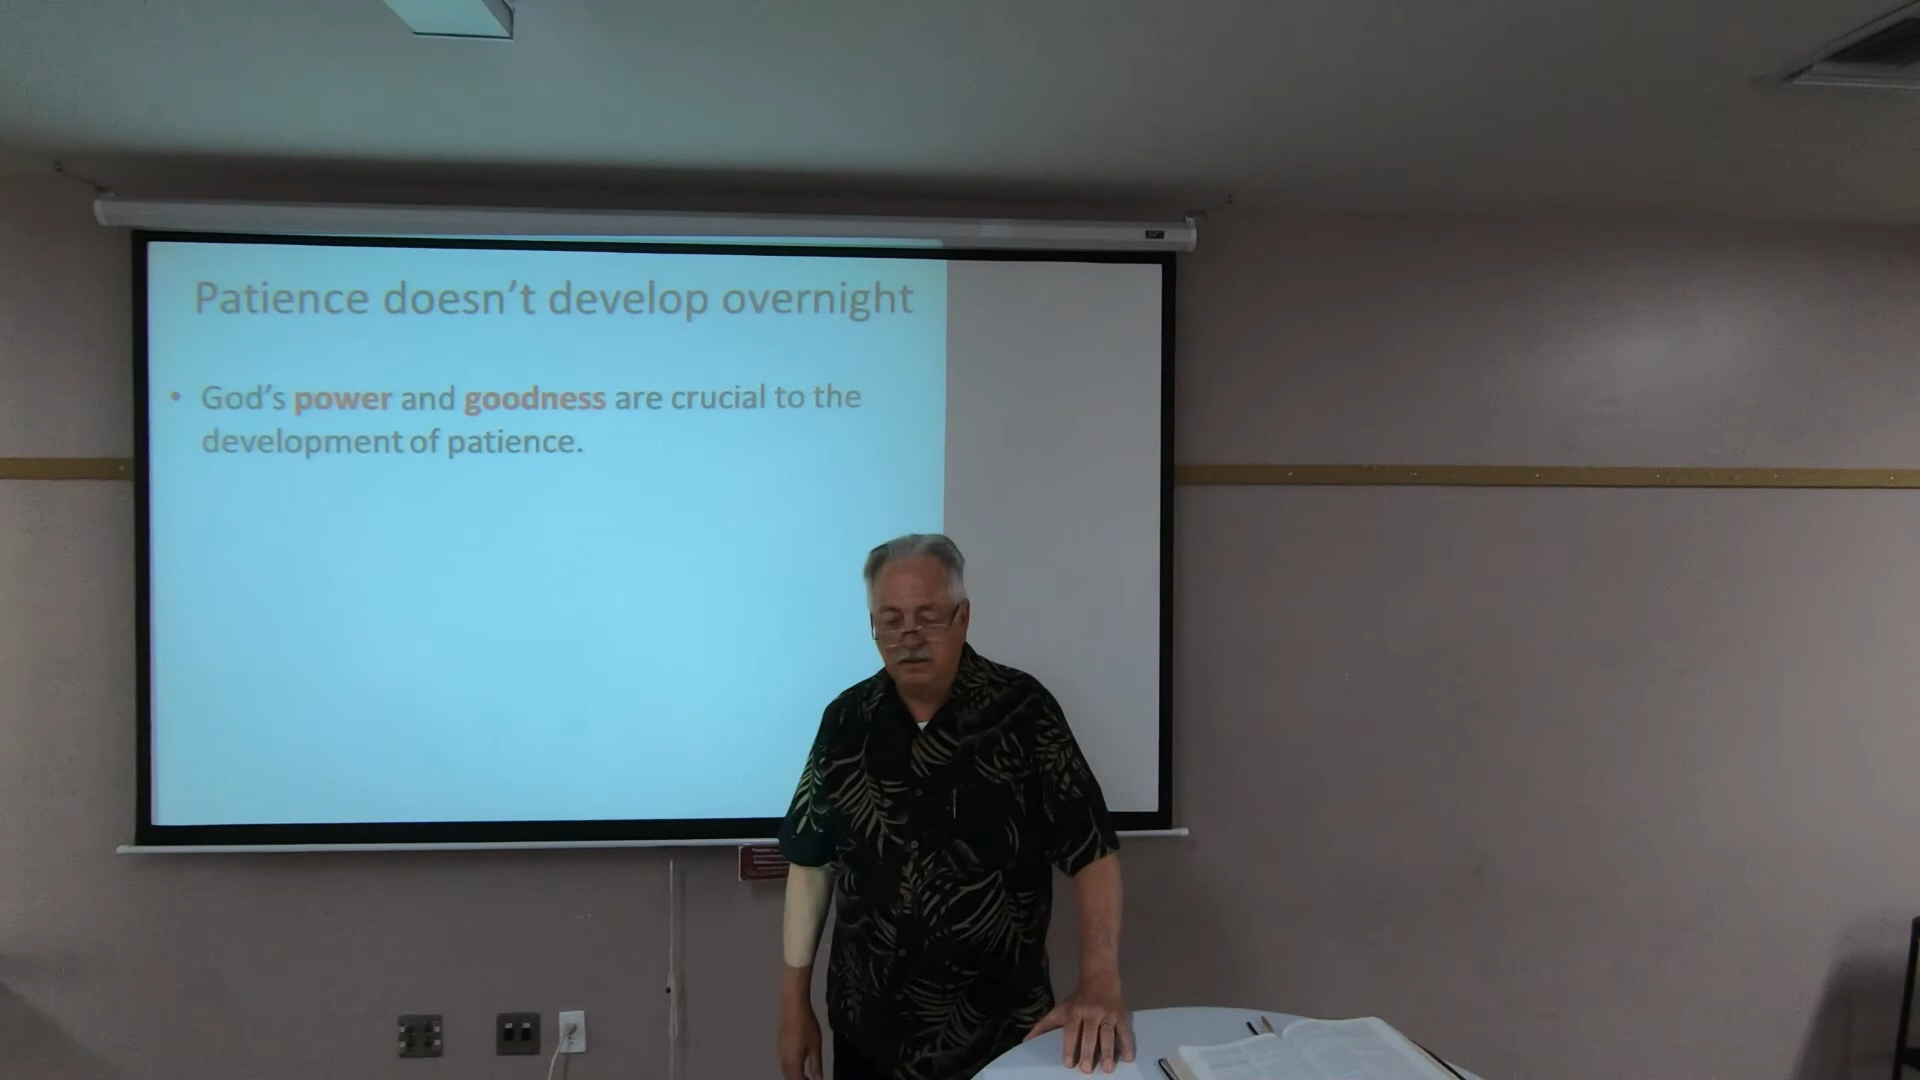 Patience doesn't develop overnight
• God's power and goodness are crucial to the
development of patience.